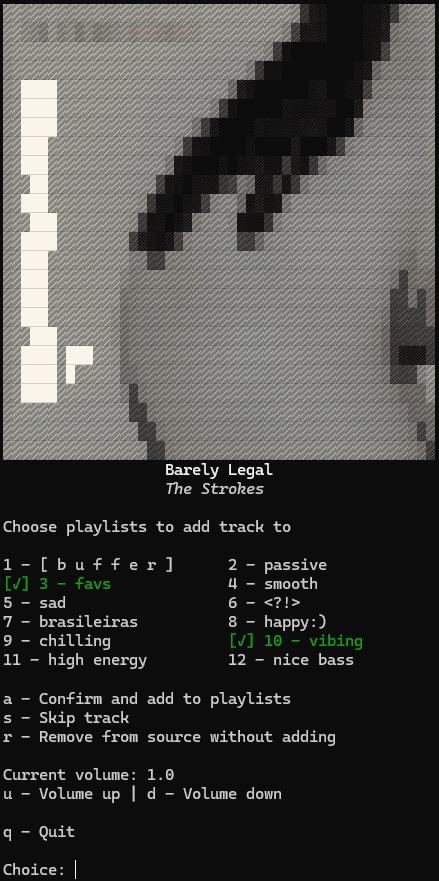 Barely Legal
The Strokes
Choose playlists to add track to
1 - [ b u f f e r ] 2 - passive
[√] 3 - favs 4 - smooth
5 - sad 6 - <?!>
7 - brasileiras 8 - happy:)
9 - chilling [√] 10 - vibing
11 - high energy 12 - nice bass
a - Confirm and add to playlists
s - Skip track
r - Remove from source without adding
Current volume: 1.0
u - Volume up | d - Volume down
q - Quit
Choice: